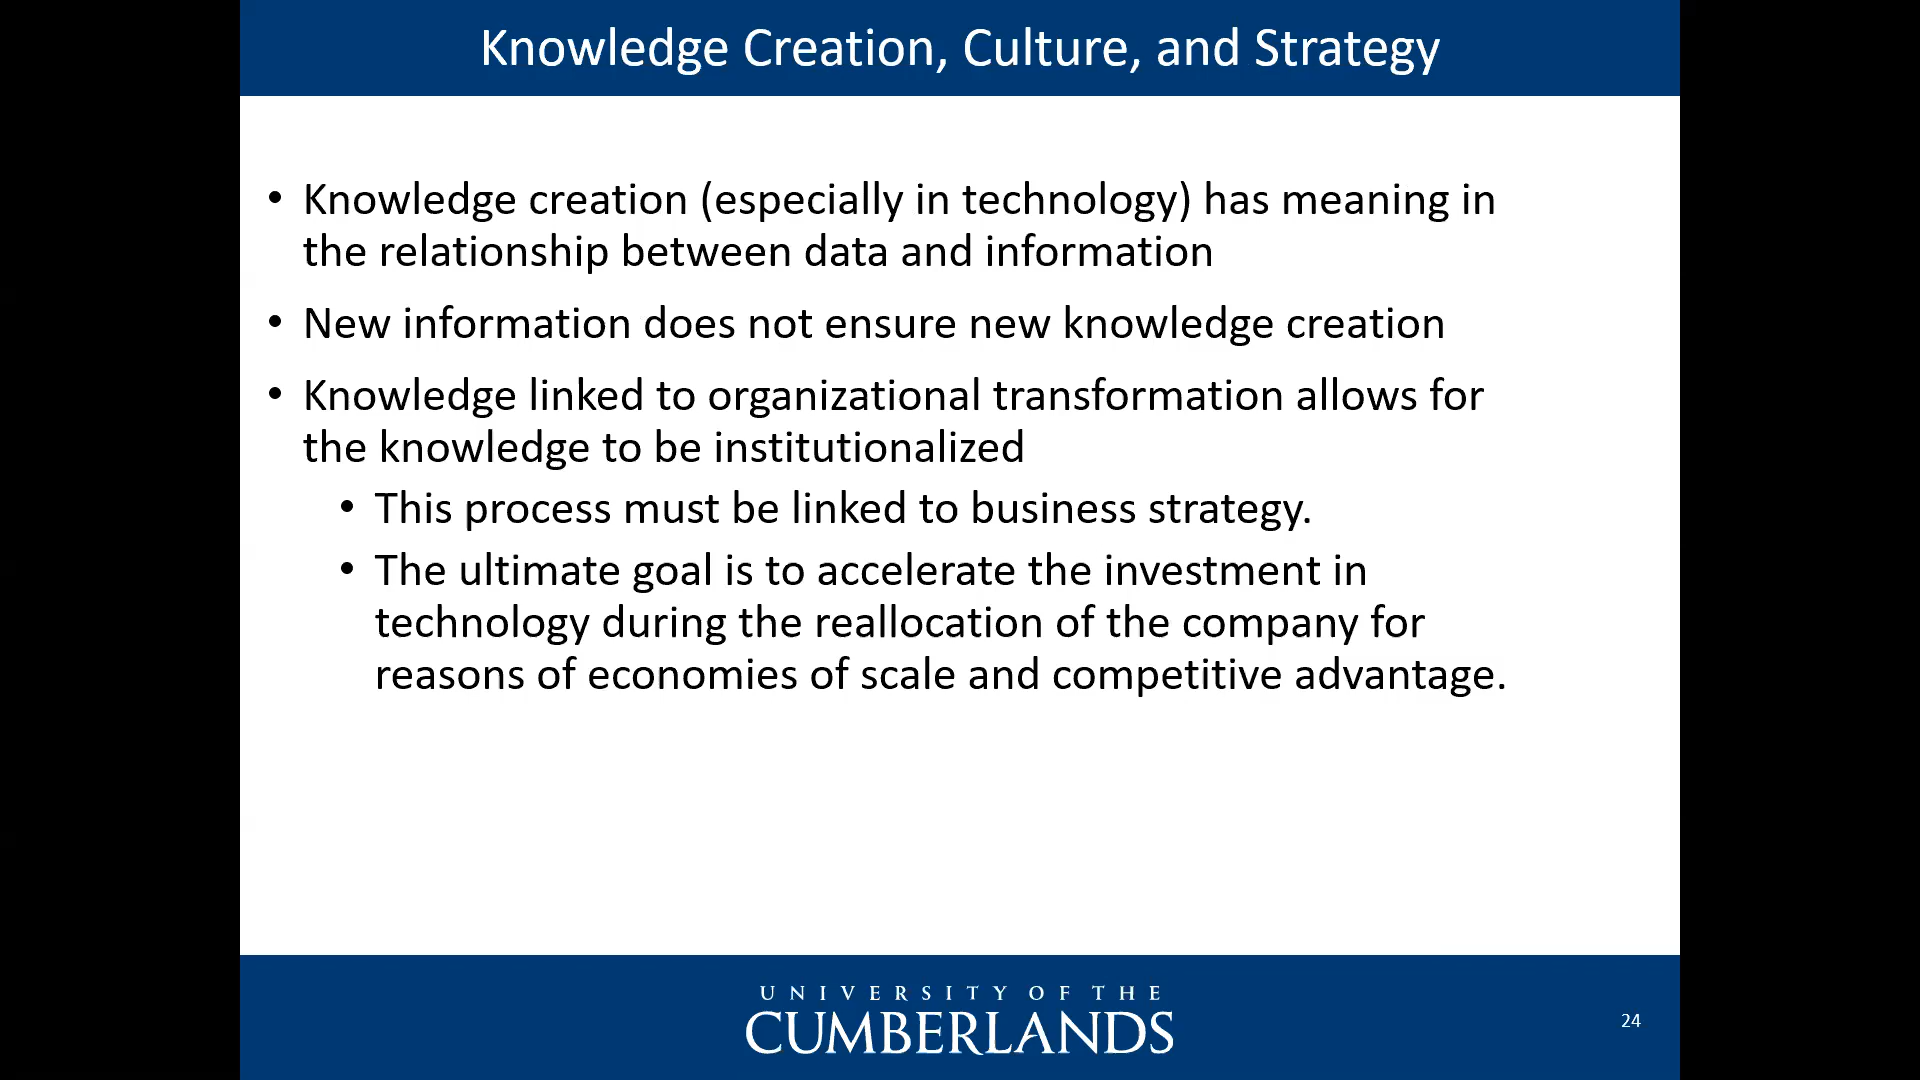 Knowledge Creation, Culture, and Strategy
• Knowledge creation (especially in technology) has meaning in
the relationship between data and information
• New information does not ensure new knowledge creation
• Knowledge linked to organizational transformation allows for
the knowledge to be institutionalized
• This process must be linked to business strategy.
• The ultimate goal is to accelerate the investment in
technology during the reallocation of the company for
reasons of economies of scale and competitive advantage.
UNIVERSITY OF THE
CUMBERLANDS
24